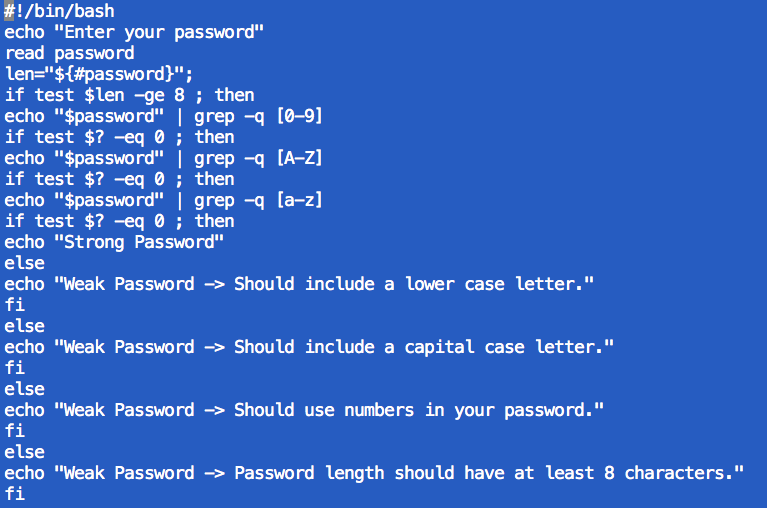 #!/bin/bash
echo "Enter your password"
read password
len="${#password}";
if test $len -ge 8 ; then
echo "$password" | grep -q [0-9]
if test $? -eq 0 ; then
echo "$password" | grep -q [A-Z]
if test $? -eq 0 ; then
echo "$password" | grep -q [a-z]
if test $? -eq 0 ; then
echo "Strong Password"
else
echo "Weak Password -> Should include a lower case letter."
fi
else
echo "Weak Password -> Should include a capital case letter."
fi
else
echo "Weak Password -> Should use numbers in your password."
fi
else
echo "Weak Password -> Password length should have at least 8 characters."
fi